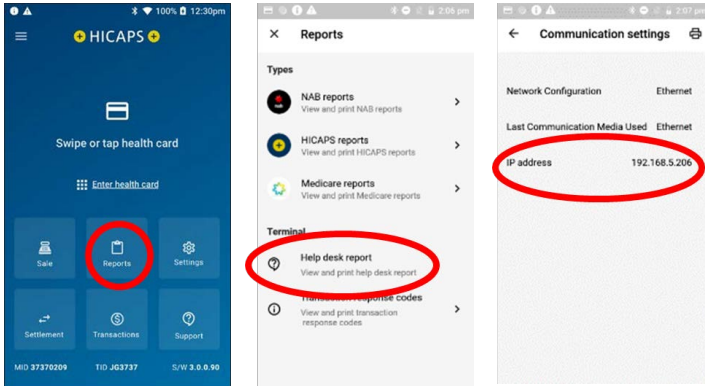 100% 12:30pm
HICAPS
Swipe or tap health card
Enter health card
Sale
Reports
Settings
Settlement
Transactions
Support
MID 37370209
TID JG3737
S/W 3.0.0.90
2:06 pm
Reports
Types
NAB reports
View and print NAB reports
HICAPS reports
View and print HICAPS reports
Medicare reports
View and print Medicare reports
Terminal
Help desk report
View and print help desk report
Transaction response codes
View and print transaction
response codes
2:07 pm
Communication settings
Network Configuration Ethernet
Last Communication Media Used Ethernet
IP address 192.168.5.206